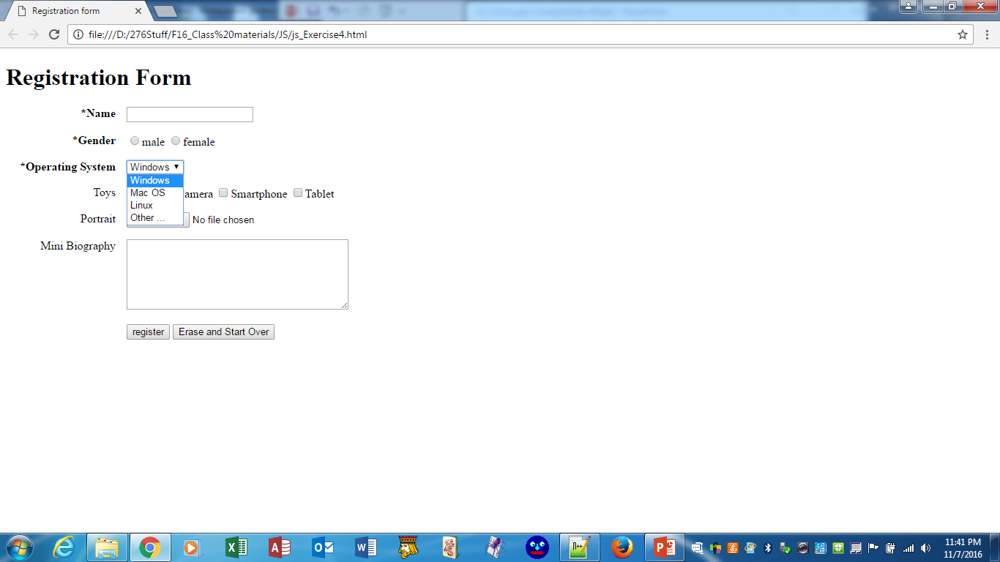 Registration form
file:///D:/276Stuff/F16_Class%20materials/JS/js_Exercise4.html
Registration Form
*Name
*Gender male female
*Operating System Windows
Windows
Mac OS
Toys Smartphone Tablet
Linux
Other ...
Portrait No file chosen
Mini Biography
register Erase and Start Over
11:41 PM
11/7/2016